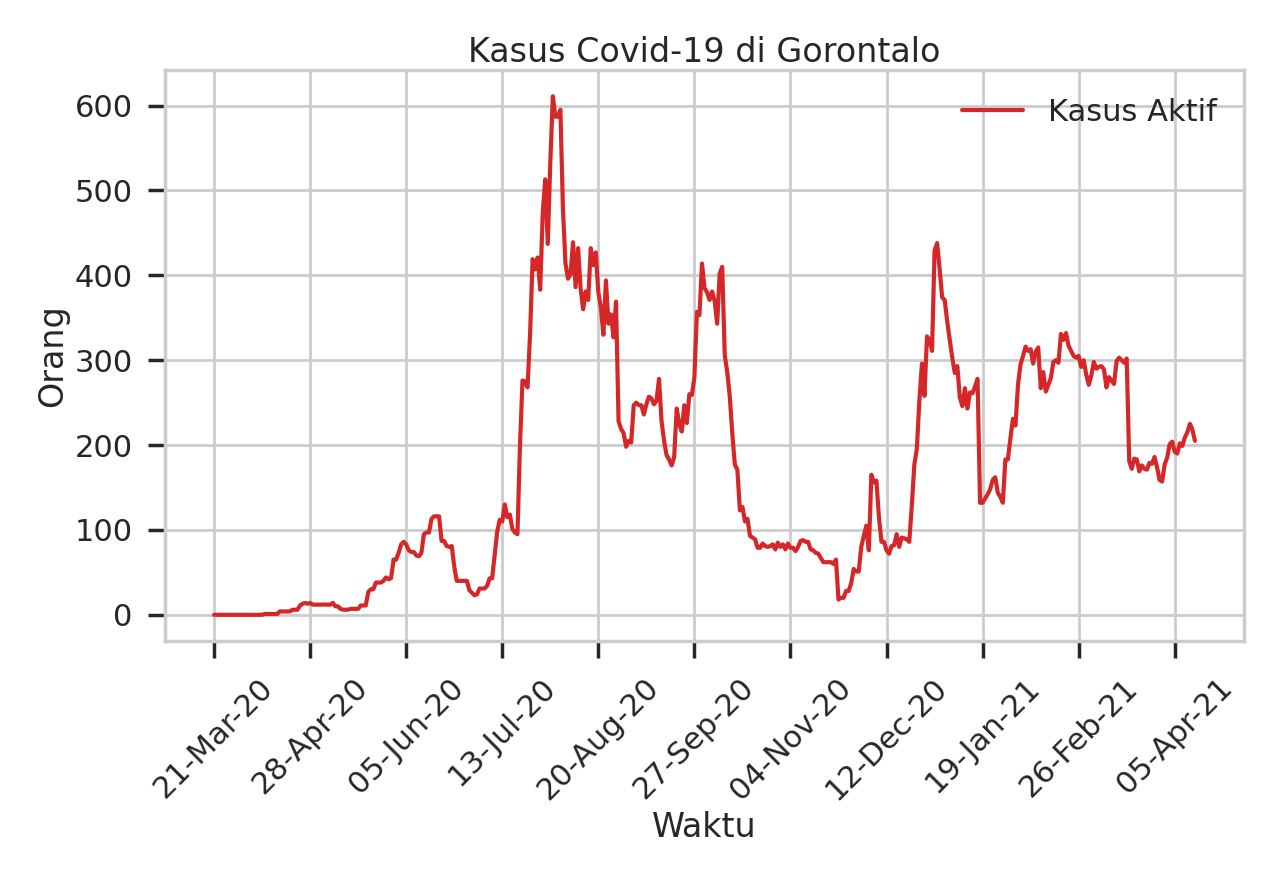 Kasus Covid-19 di Gorontalo
Kasus Aktif
600
500
400
300
200
100
0
Orang
21-Mar-20
28-Apr-20
05-Jun-20
13-Jul-20
20-Aug-20
27-Sep-20
04-Nov-20
12-Dec-20
19-Jan-21
26-Feb-21
05-Apr-21
Waktu